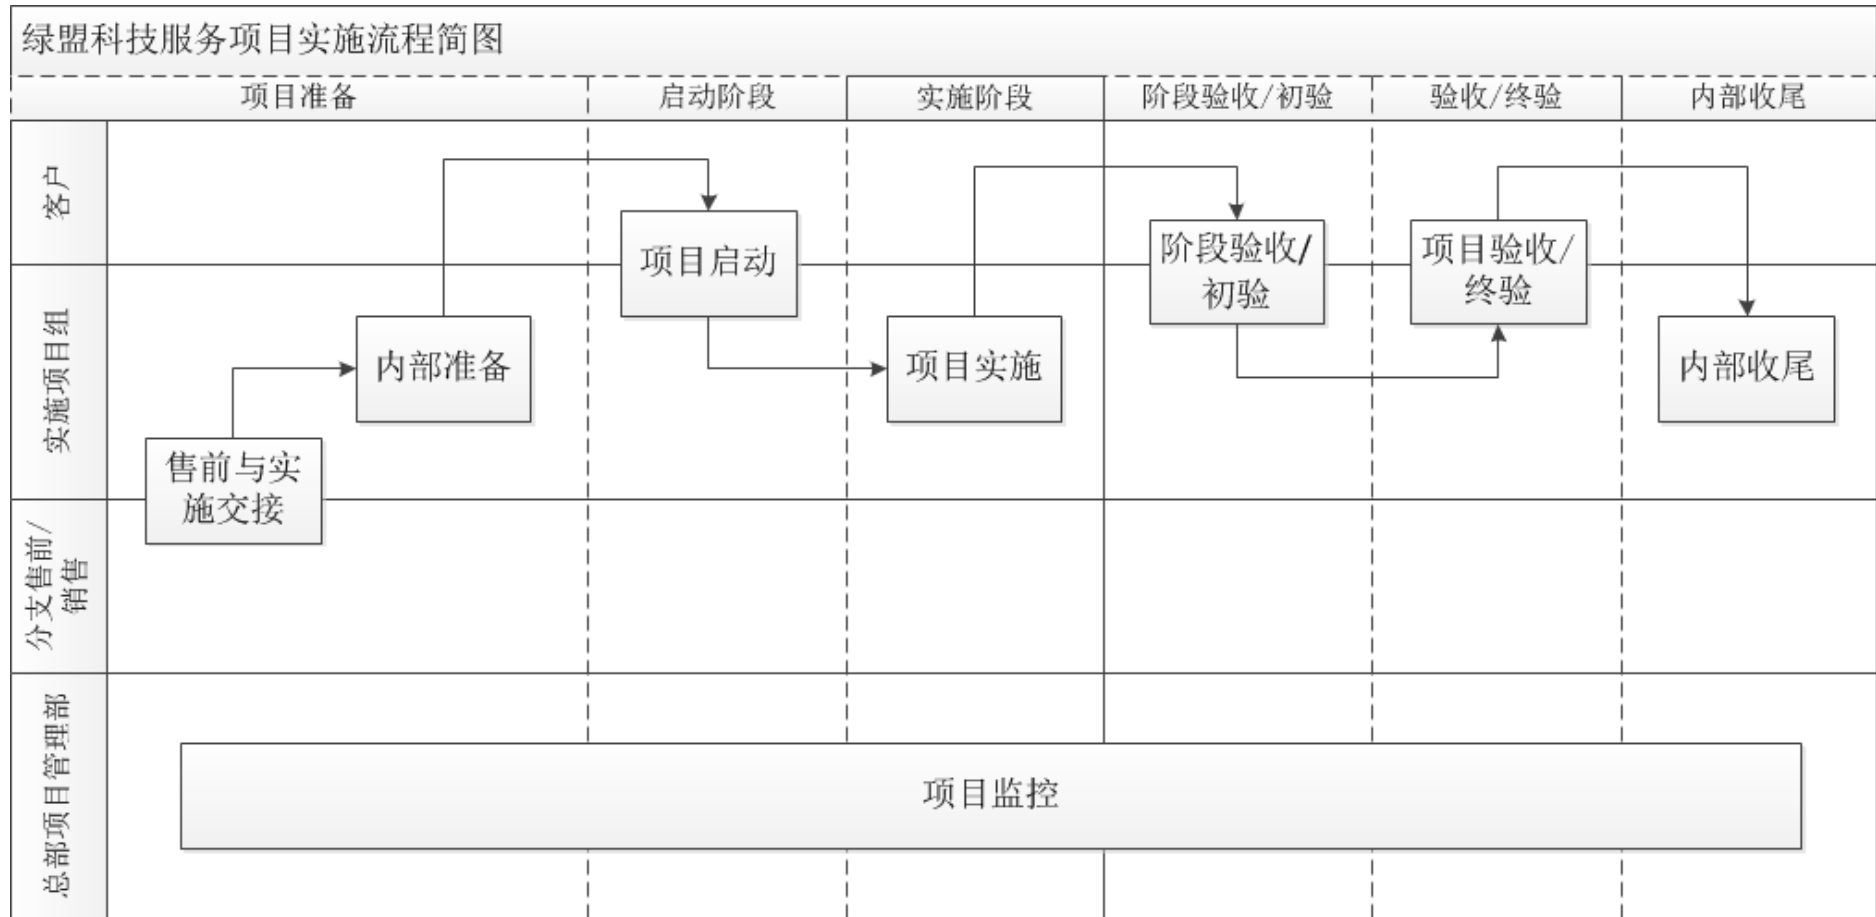 绿盟科技服务项目实施流程简图
项目准备
启动阶段
实施阶段
阶段验收/初验
验收/终验
内部收尾
客户
项目启动
阶段验收/
初验
项目验收/
终验
实施项目组
内部准备
项目实施
内部收尾
售前与实
施交接
分支售前/
销售
总部项目管理部
项目监控